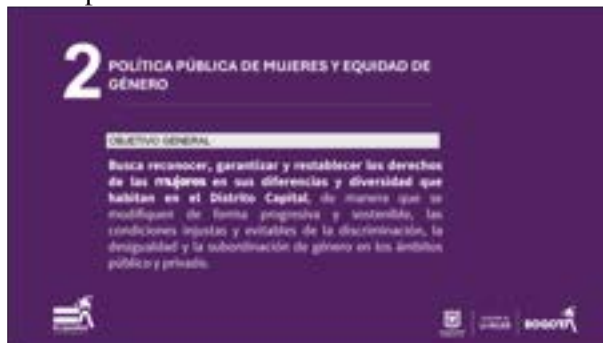 2
POLÍTICA PÚBLICA DE MUJERES Y EQUIDAD DE
GÉNERO
OBJETIVO GENERAL
Busca reconocer, garantizar y restablecer los derechos
de las mujeres en sus diferencias y diversidad que
habitan en el Distrito Capital, de manera que se
modifiquen de forma progresiva y sostenible, las
condiciones injustas y evitables de la discriminación, la
desigualdad y la subordinación de género en los ámbitos
público y privado.
BOGOTÁ